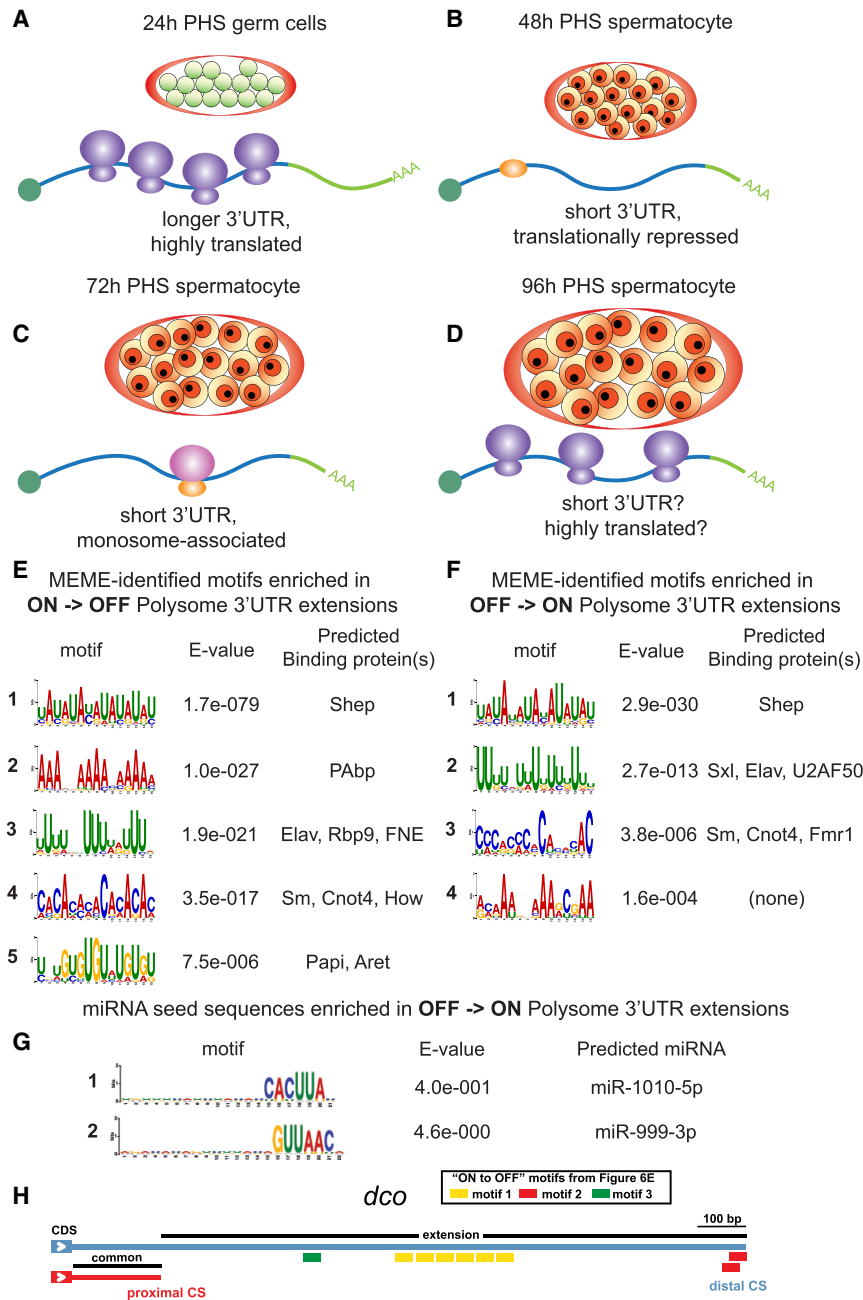 A
24h PHS germ cells
AAA
longer 3'UTR,
highly translated
B
48h PHS spermatocyte
AAA
short 3'UTR,
translationally repressed
72h PHS spermatocyte
C
AAA
short 3'UTR,
monosome-associated
96h PHS spermatocyte
D
AAA
short 3'UTR?
highly translated?
E
MEME-identified motifs enriched in
ON -> OFF Polysome 3'UTR extensions
motif E-value Predicted
Binding protein(s)
1 1.7e-079 Shep
2 1.0e-027 PAbp
3 1.9e-021 Elav, Rbp9, FNE
4 3.5e-017 Sm, Cnot4, How
5 7.5e-006 Papi, Aret
F
MEME-identified motifs enriched in
OFF -> ON Polysome 3'UTR extensions
motif E-value Predicted
Binding protein(s)
1 2.9e-030 Shep
2 2.7e-013 Sxl, Elav, U2AF50
3 3.8e-006 Sm, Cnot4, Fmr1
4 1.6e-004 (none)
miRNA seed sequences enriched in OFF -> ON Polysome 3'UTR extensions
G
motif E-value Predicted miRNA
1 CACUUA 4.0e-001 miR-1010-5p
2 GUUAAC 4.6e-000 miR-999-3p
H
dco
"ON to OFF" motifs from Figure 6E
motif 1 motif 2 motif 3
100 bp
CDS
extension
common
proximal CS
distal CS